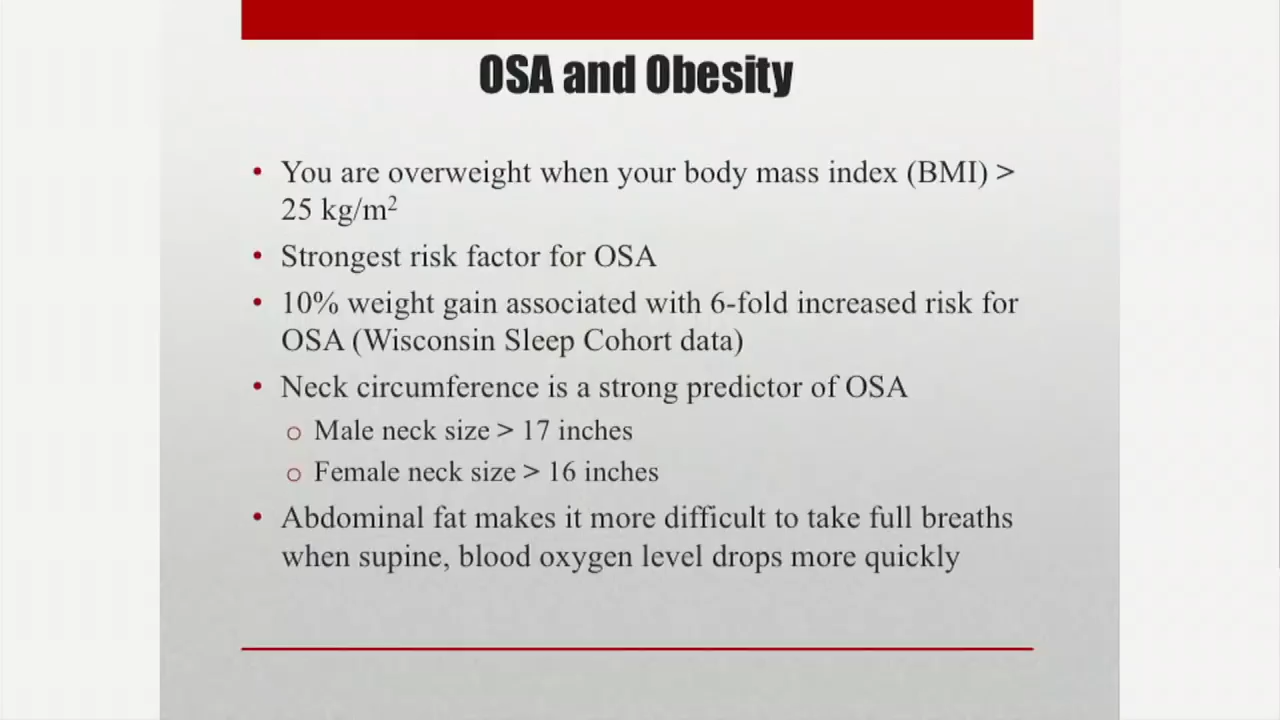 OSA and Obesity
• You are overweight when your body mass index (BMI) >
25 kg/m²
• Strongest risk factor for OSA
• 10% weight gain associated with 6-fold increased risk for
OSA (Wisconsin Sleep Cohort data)
• Neck circumference is a strong predictor of OSA
o Male neck size > 17 inches
o Female neck size > 16 inches
• Abdominal fat makes it more difficult to take full breaths
when supine, blood oxygen level drops more quickly